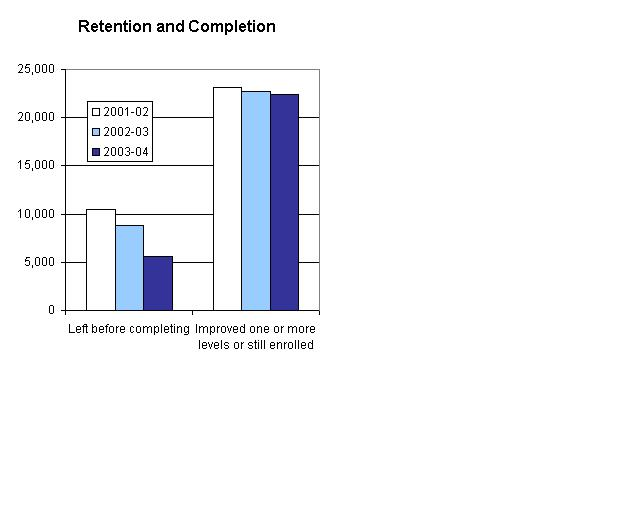 Retention and Completion
25,000
20,000
15,000
10,000
5,000
0
2001-02
2002-03
2003-04
Left before completing
Improved one or more
levels or still enrolled